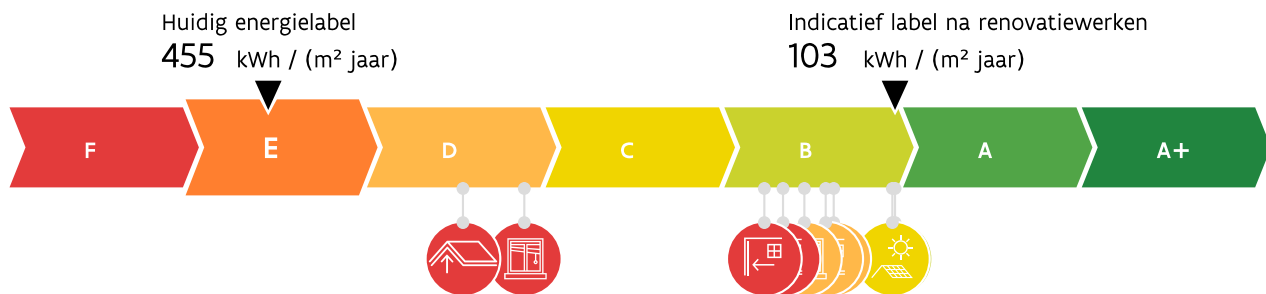 Huidig energielabel
455 kWh / (m² jaar)
Indicatief label na renovatiewerken
103 kWh / (m² jaar)
F E D C B A A+